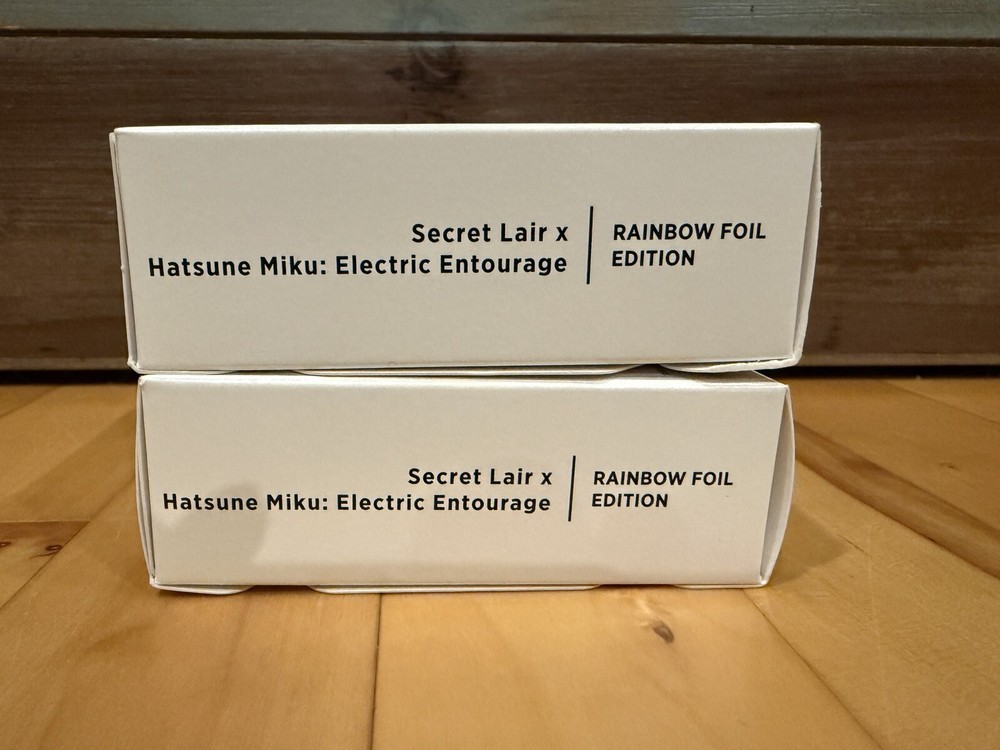 Secret Lair x
Hatsune Miku: Electric Entourage
RAINBOW FOIL
EDITION
Secret Lair x
Hatsune Miku: Electric Entourage
RAINBOW FOIL
EDITION